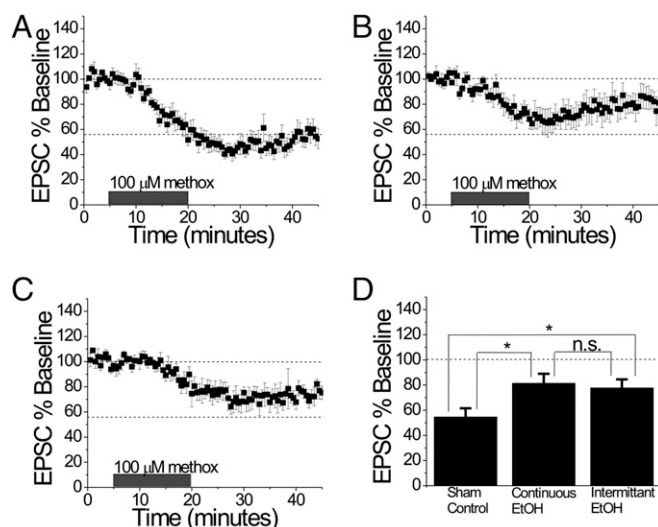 A
140
120
100
80
60
40
20
0
EPSC % Baseline
100 µM methox
0 10 20 30 40
Time (minutes)
B
140
120
100
80
60
40
20
0
EPSC % Baseline
100 µM methox
0 10 20 30 40
Time (minutes)
C
140
120
100
80
60
40
20
0
EPSC % Baseline
100 µM methox
0 10 20 30 40
Time (minutes)
D
140
120
100
80
60
40
20
0
EPSC % Baseline
*
*
n.s.
Sham Continuous Intermittant
Control EtOH EtOH